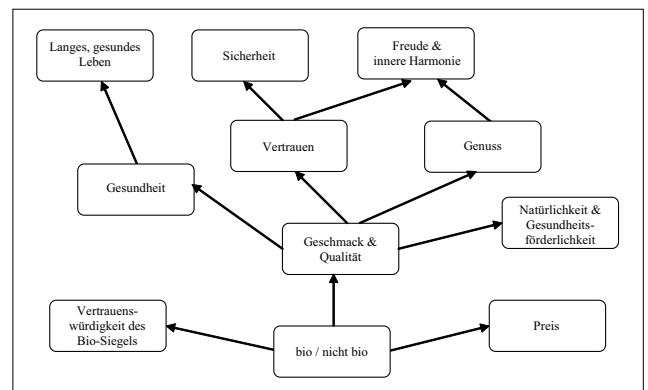 Langes, gesundes
Leben
Sicherheit
Freude &
innere Harmonie
Vertrauen
Genuss
Gesundheit
Geschmack &
Qualität
Natürlichkeit &
Gesundheits-
förderlichkeit
Vertrauens-
würdigkeit des
Bio-Siegels
bio / nicht bio
Preis